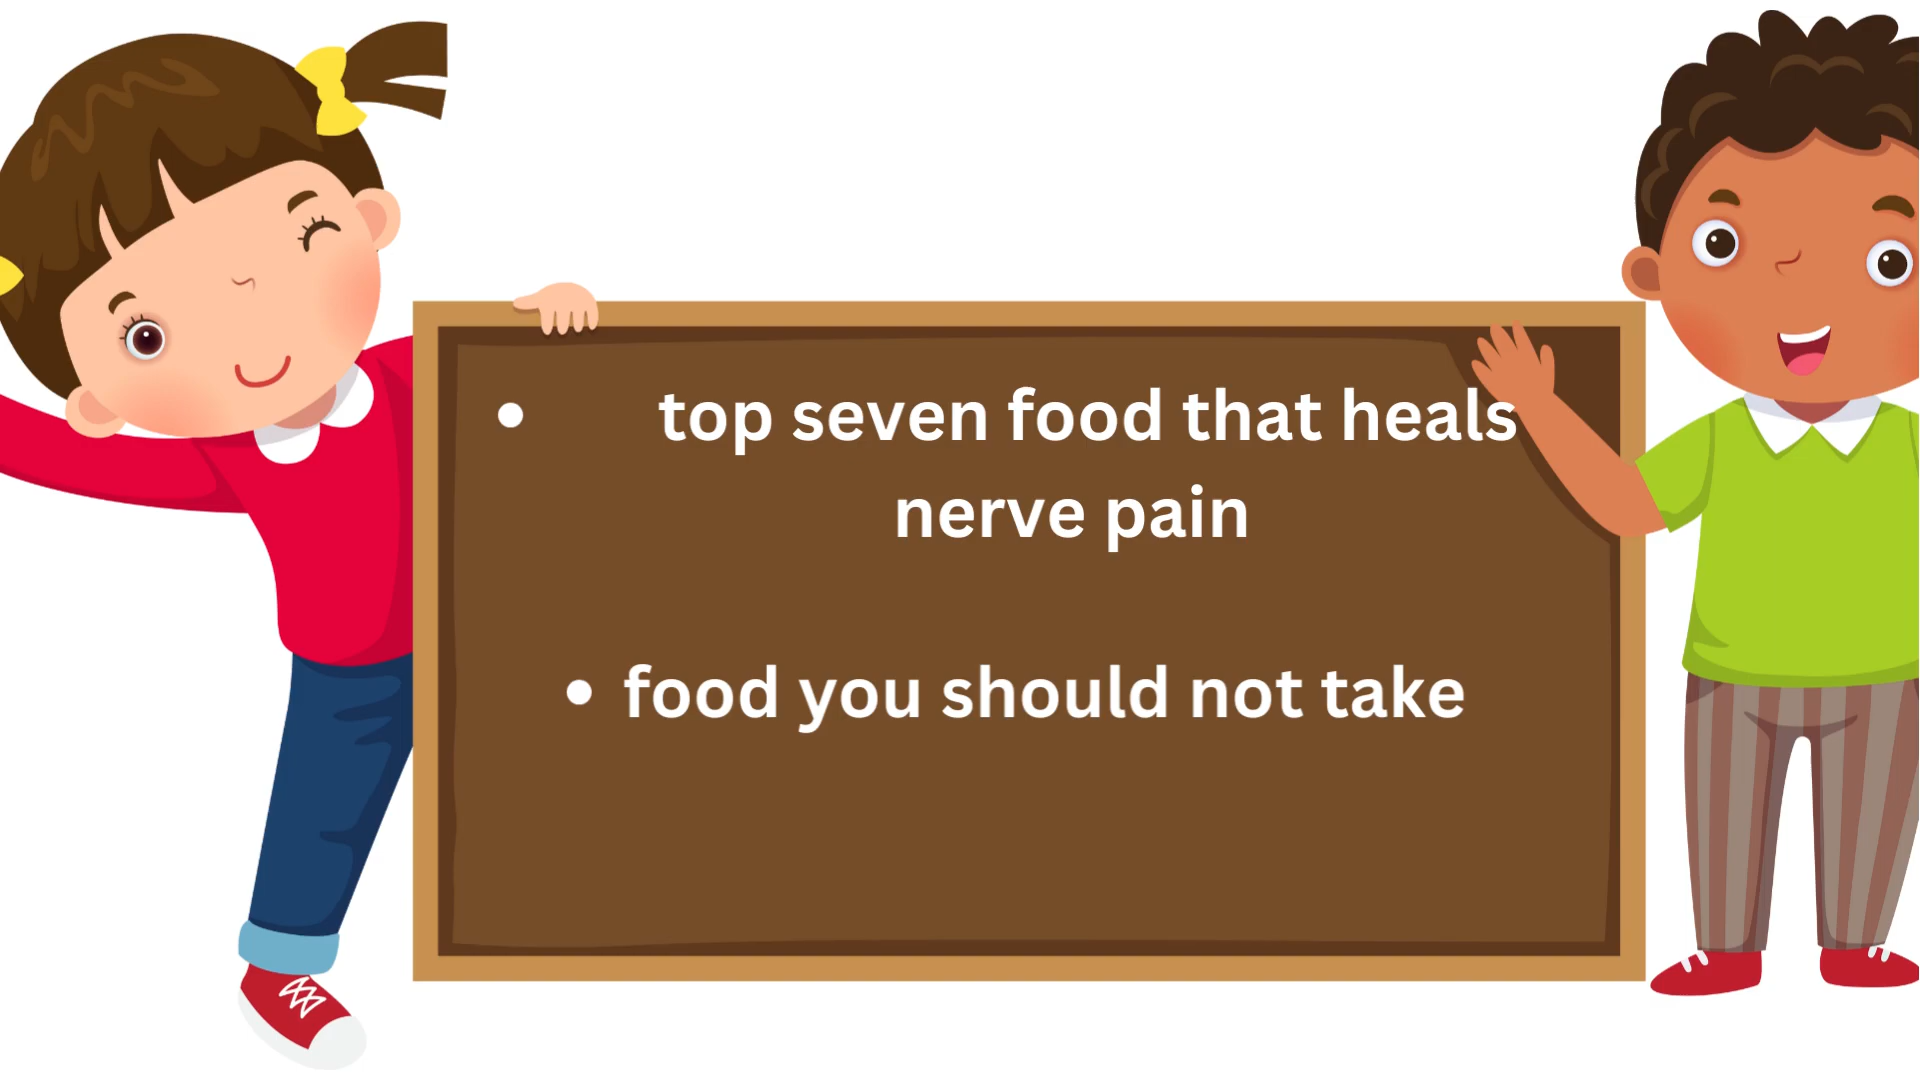 • top seven food that heals
nerve pain
• food you should not take